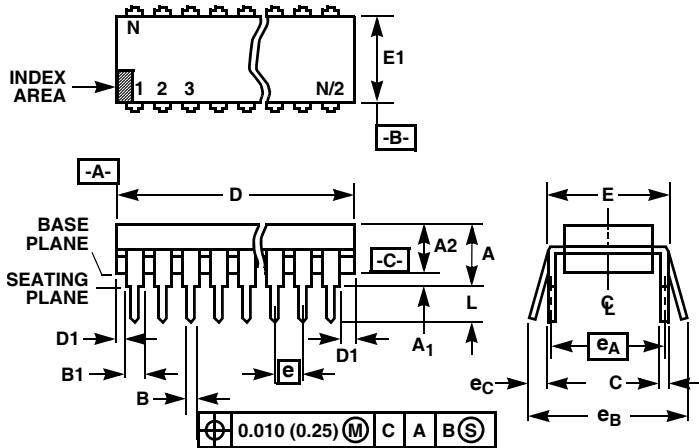 N
E1
INDEX
AREA
1 2 3 N/2
-B-
-A-
D
E
BASE
PLANE
A2
A
-C-
SEATING
PLANE
L
C L
D1
A1
D1
eA
B1
e
eC
C
B
eB
0.010 (0.25) M C A B S